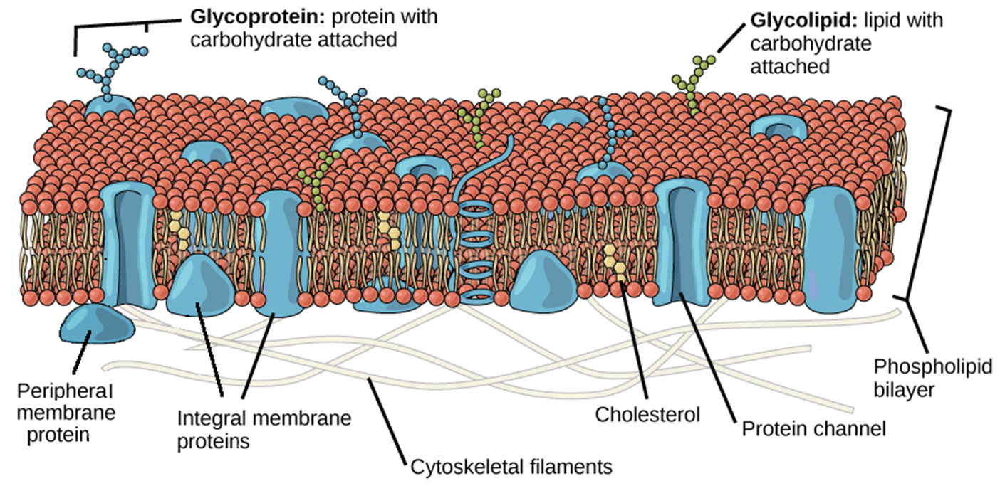 Glycoprotein: protein with
carbohydrate attached
Glycolipid: lipid with
carbohydrate
attached
Phospholipid
bilayer
Peripheral
membrane
protein
Integral membrane
proteins
Cholesterol
Protein channel
Cytoskeletal filaments